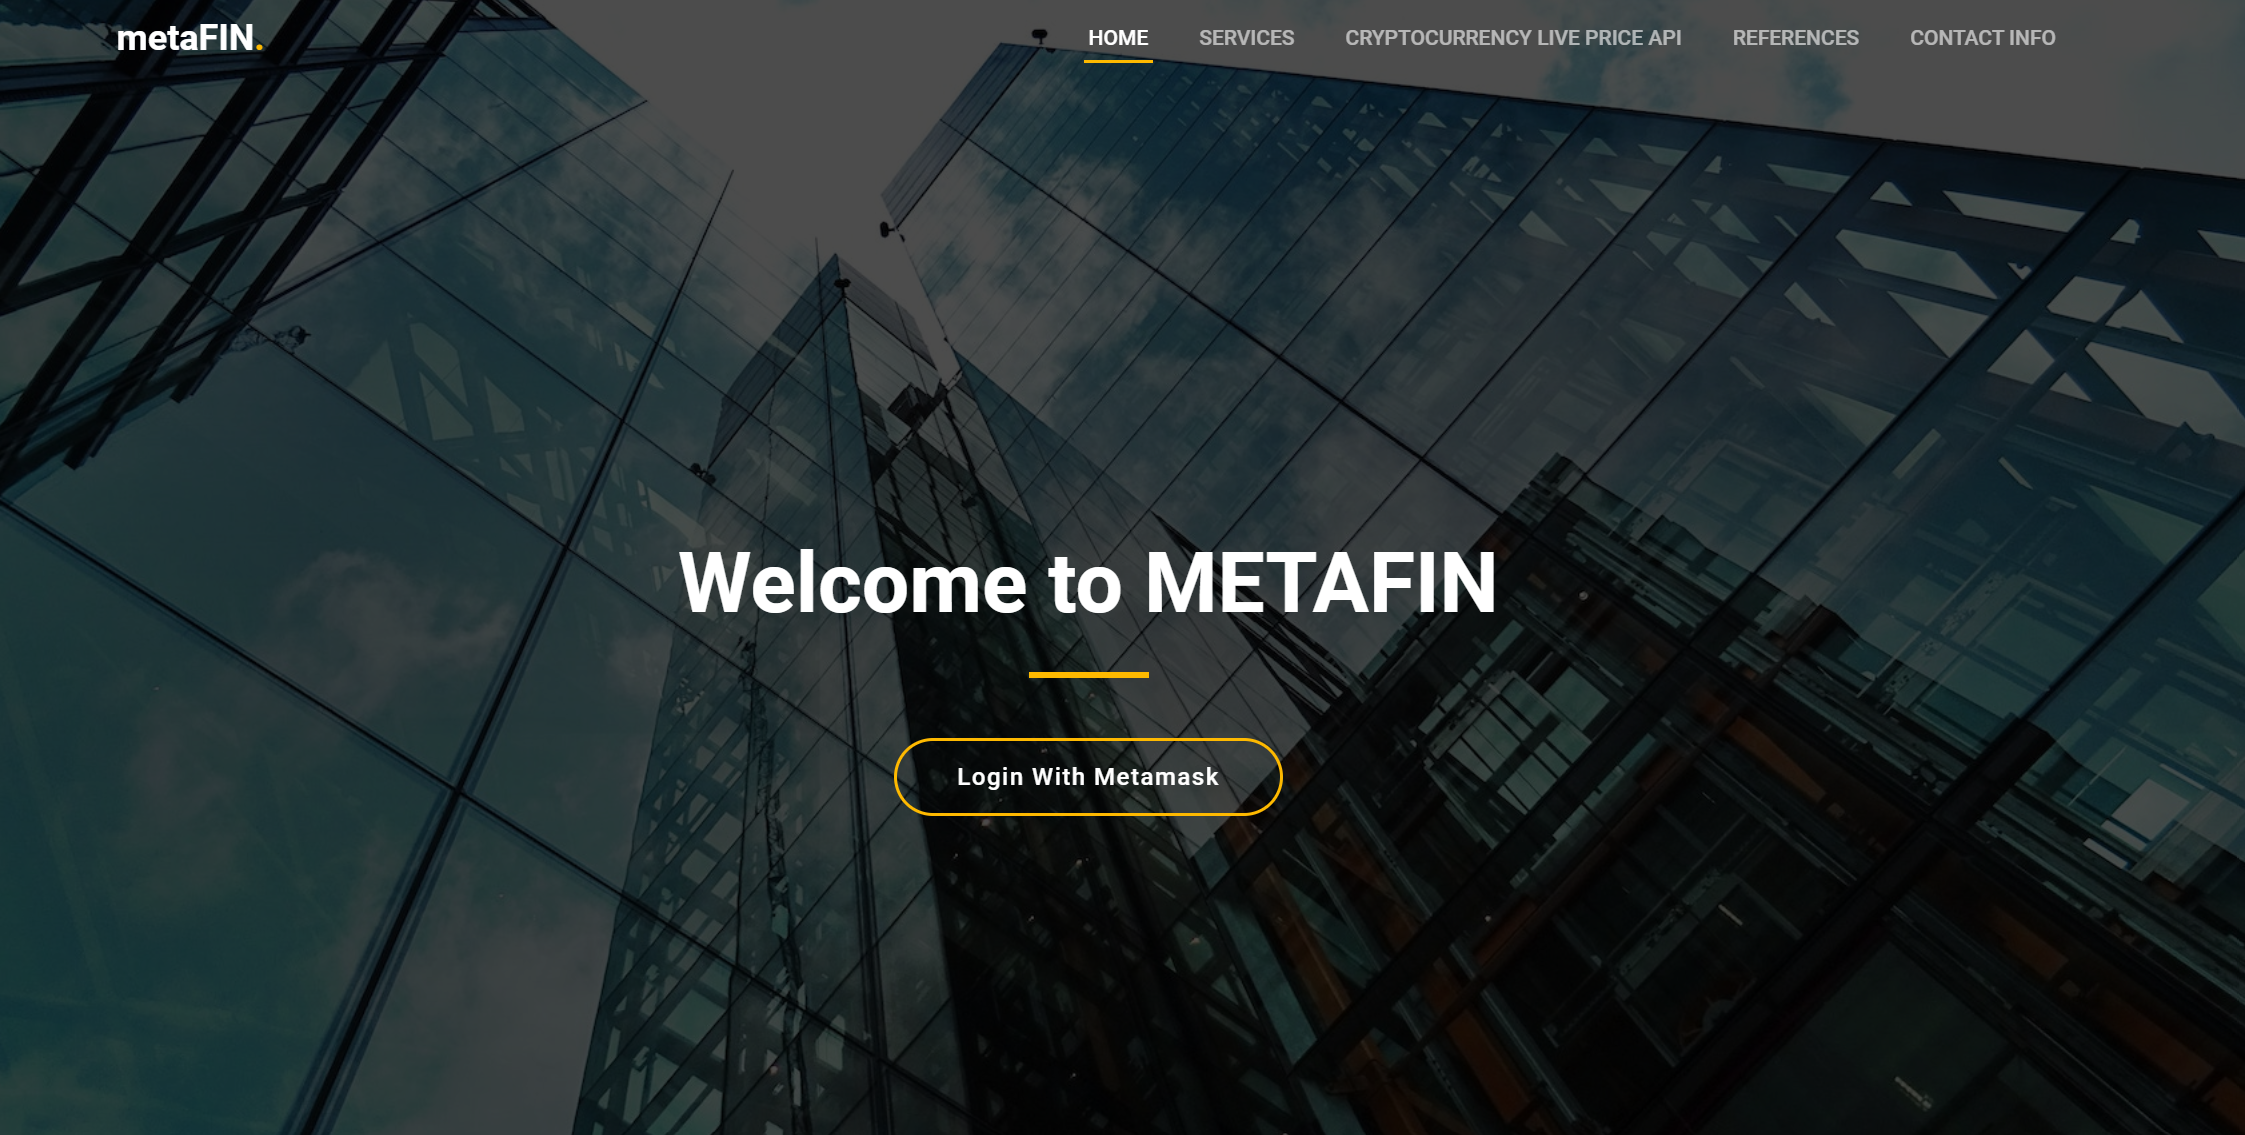 metaFIN.
HOME SERVICES CRYPTOCURRENCY LIVE PRICE API REFERENCES CONTACT INFO
Welcome to METAFIN
Login With Metamask